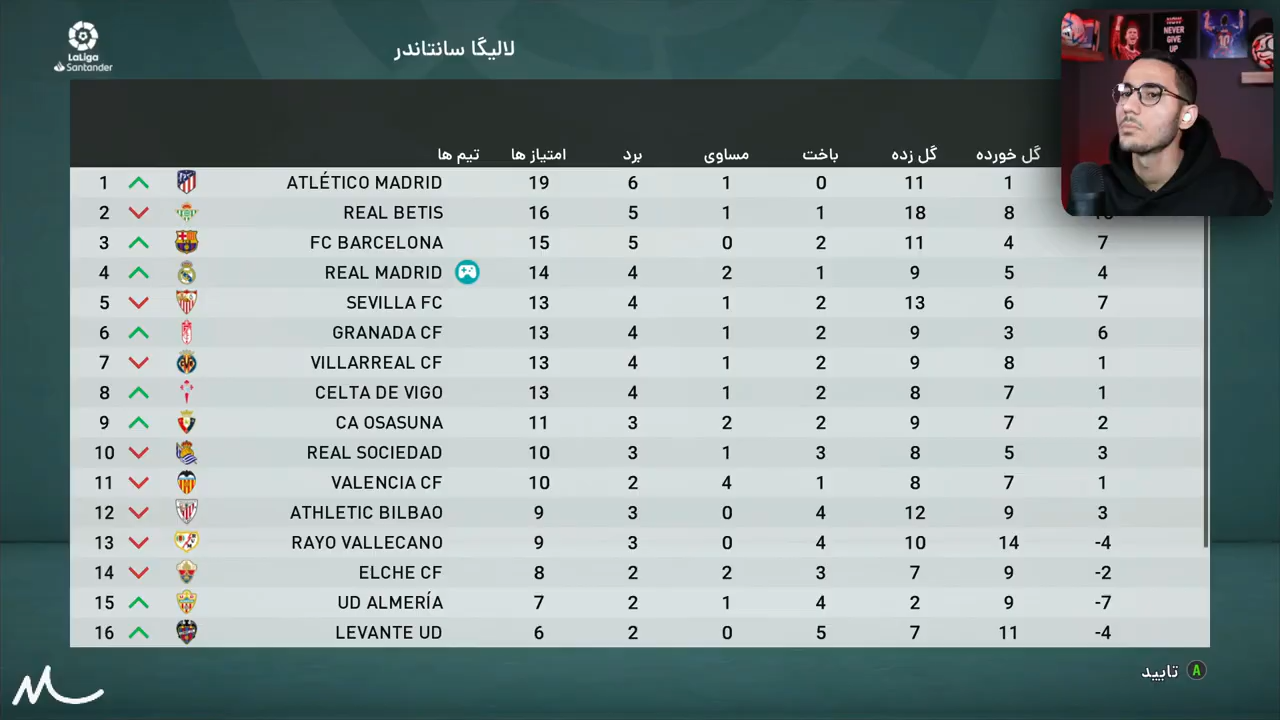 LaLiga
Santander
لالیگا سانتاندر
NEVER
GIVE
UP
10
تیم ها امتیاز ها برد مساوی باخت گل زده گل خورده
1 ATLÉTICO MADRID 19 6 1 0 11 1
2 REAL BETIS 16 5 1 1 18 8
3 FC BARCELONA 15 5 0 2 11 4 7
4 REAL MADRID 14 4 2 1 9 5 4
5 SEVILLA FC 13 4 1 2 13 6 7
6 GRANADA CF 13 4 1 2 9 3 6
7 VILLARREAL CF 13 4 1 2 9 8 1
8 CELTA DE VIGO 13 4 1 2 8 7 1
9 CA OSASUNA 11 3 2 2 9 7 2
10 REAL SOCIEDAD 10 3 1 3 8 5 3
11 VALENCIA CF 10 2 4 1 8 7 1
12 ATHLETIC BILBAO 9 3 0 4 12 9 3
13 RAYO VALLECANO 9 3 0 4 10 14 -4
14 ELCHE CF 8 2 2 3 7 9 -2
15 UD ALMERÍA 7 2 1 4 2 9 -7
16 LEVANTE UD 6 2 0 5 7 11 -4
تایید A